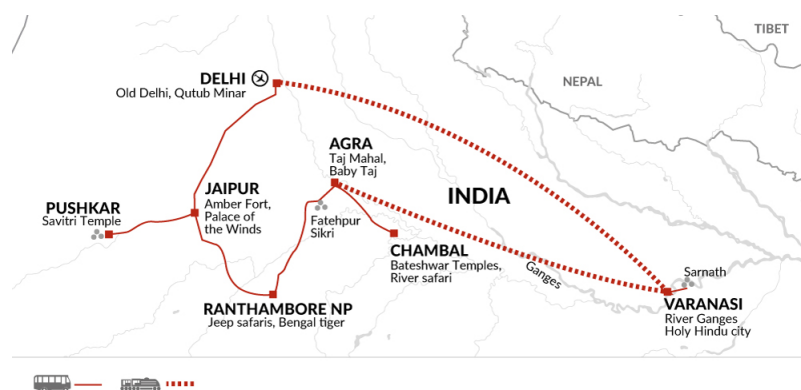 TIBET
NEPAL
DELHI
Old Delhi, Qutub Minar
AGRA
Taj Mahal,
Baby Taj
JAIPUR
Amber Fort,
Palace of
the Winds
INDIA
PUSHKAR
Savitri Temple
Fatehpur
Sikri
CHAMBAL
Bateshwar Temples,
River safari
Ganges
Sarnath
RANTHAMBORE NP
Jeep safaris, Bengal tiger
VARANASI
River Ganges
Holy Hindu city